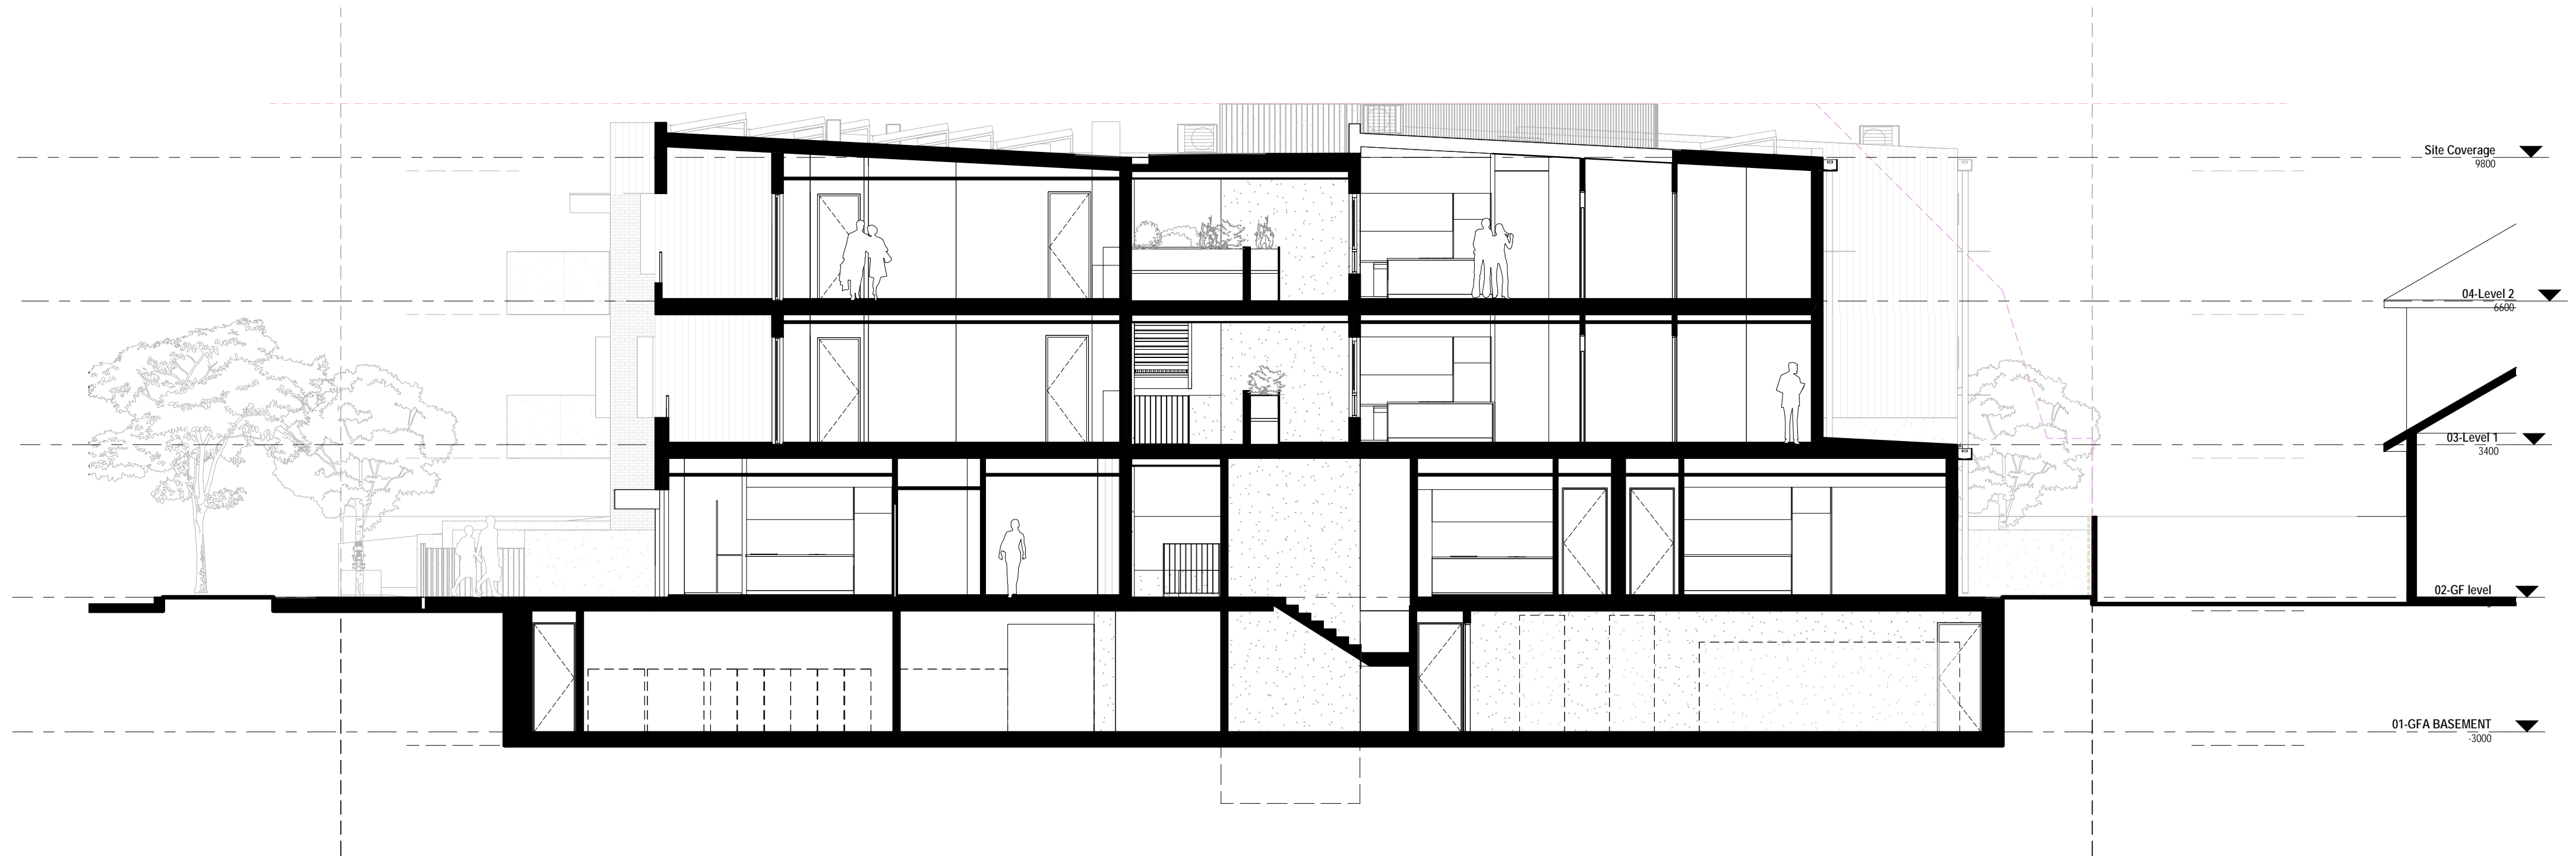 Site Coverage
9800
04-Level 2
6600
03-Level 1
3400
02-GF level
01-GFA BASEMENT
-3000